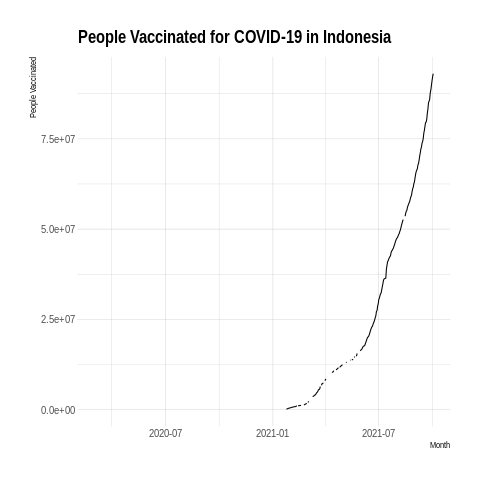 People Vaccinated for COVID-19 in Indonesia
People Vaccinated
7.5e+07
5.0e+07
2.5e+07
0.0e+00
2020-07
2021-01
2021-07
Month